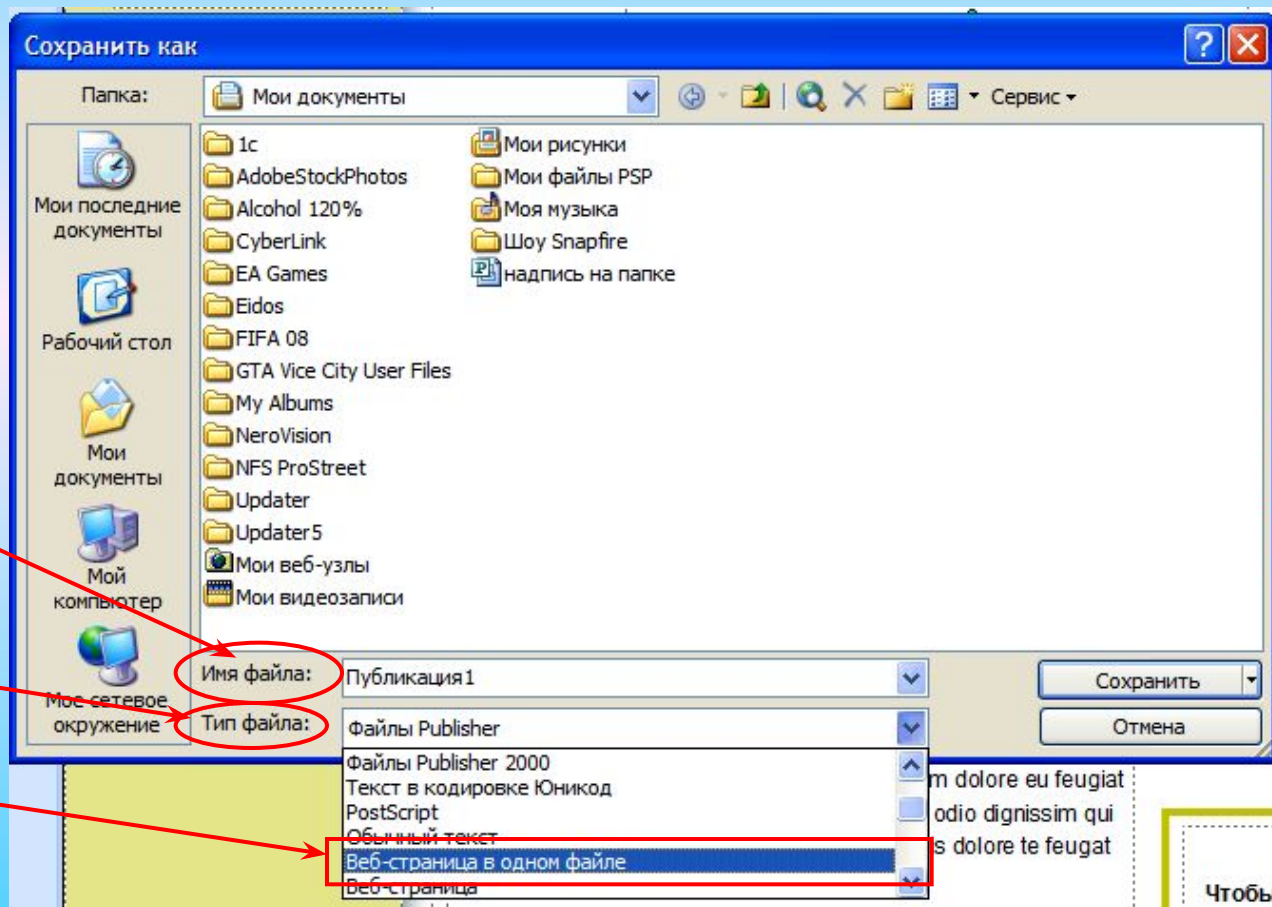 Сохранить как
Папка:
Мои документы
Сервис
Мои последние
документы
Рабочий стол
Мои
документы
Мой
компьютер
Мое сетевое
окружение
1c
AdobeStockPhotos
Alcohol 120%
CyberLink
EA Games
Eidos
FIFA 08
GTA Vice City User Files
My Albums
NeroVision
NFS ProStreet
Updater
Updater5
Мои веб-узлы
Мои видеозаписи
Мои рисунки
Мои файлы PSP
Моя музыка
Шоу Snapfire
надпись на папке
Имя файла:
Публикация1
Сохранить
Тип файла:
Файлы Publisher
Отмена
Файлы Publisher 2000
Текст в кодировке Юникод
PostScript
Обычный текст
Веб-страница в одном файле
Веб-страница
m dolore eu feugiat
odio dignissim qui
s dolore te feugat
Чтобы